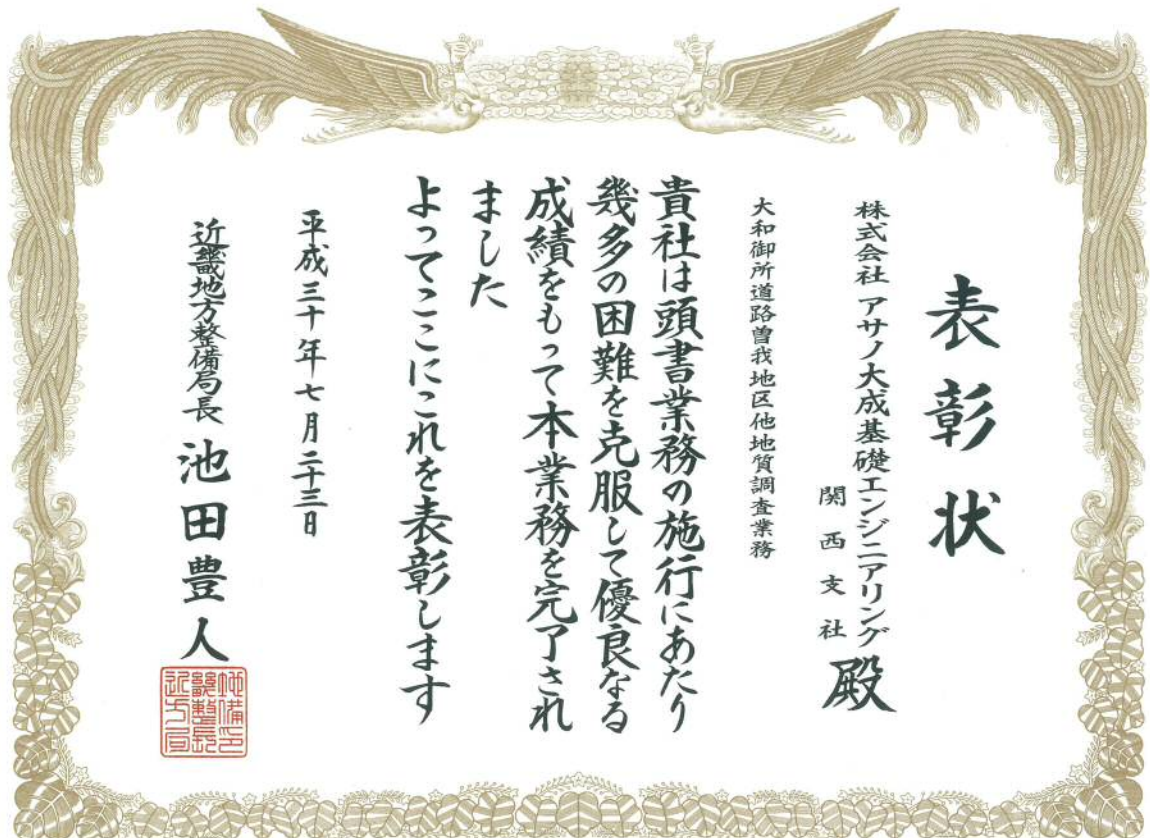 表彰状
株式会社 アサノ大成基礎エンジニアリング
関西支社 殿
大和御所道路曽我地区他地質調査業務
貴社は頭書業務の施行にあたり
幾多の困難を克服して優良なる
成績をもって本業務を完了され
ました
よってここにこれを表彰します
平成三十年七月二十三日
近畿地方整備局長 池田豊人